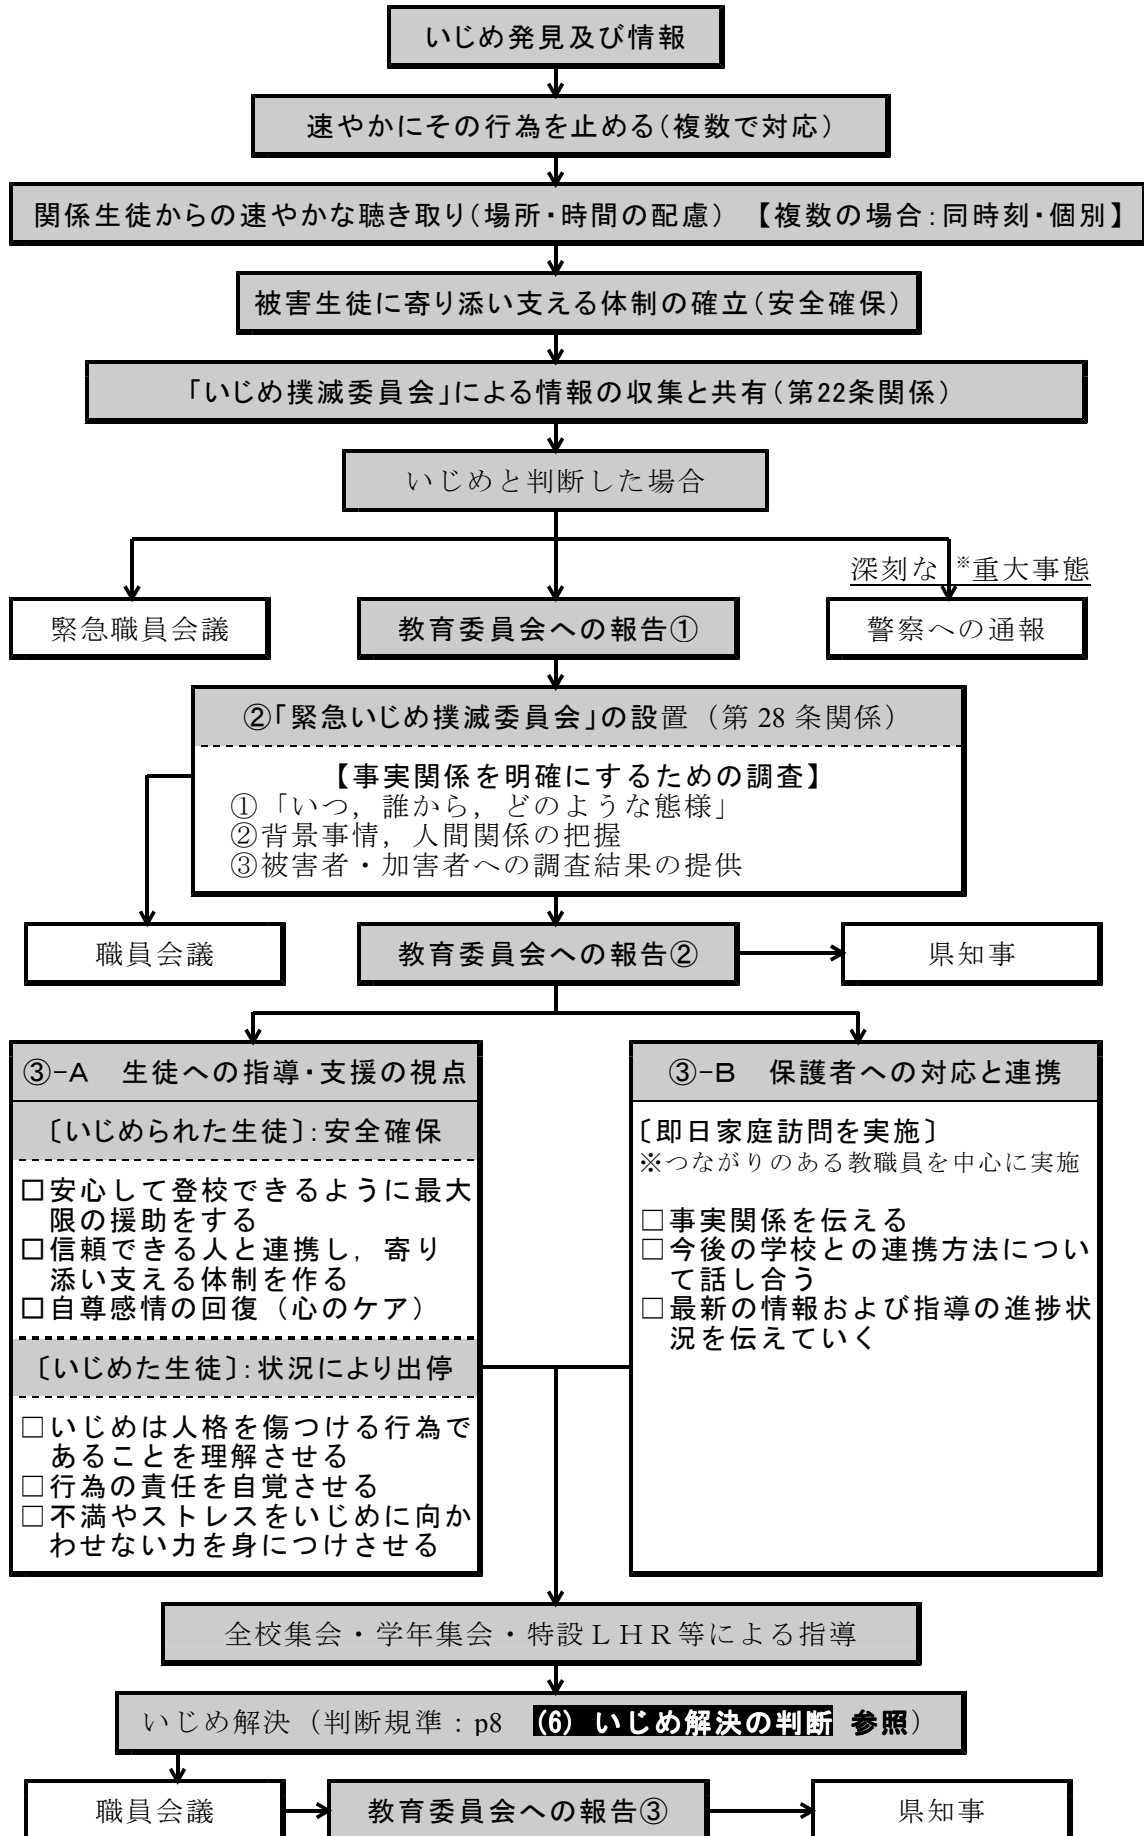 いじめ発見及び情報
速やかにその行為を止める(複数で対応)
関係生徒からの速やかな聴き取り(場所・時間の配慮) 【複数の場合:同時刻・個別】
被害生徒に寄り添い支える体制の確立(安全確保)
「いじめ撲滅委員会」による情報の収集と共有(第22条関係)
いじめと判断した場合
深刻な ※重大事態
緊急職員会議
教育委員会への報告①
警察への通報
②「緊急いじめ撲滅委員会」の設置(第28条関係)
【事実関係を明確にするための調査】
①「いつ,誰から,どのような態様」
②背景事情,人間関係の把握
③被害者・加害者への調査結果の提供
職員会議
教育委員会への報告②
県知事
③-A 生徒への指導・支援の視点
〔いじめられた生徒〕:安全確保
□安心して登校できるように最大
限の援助をする
□信頼できる人と連携し,寄り
添い支える体制を作る
□自尊感情の回復(心のケア)
〔いじめた生徒〕:状況により出停
□いじめは人格を傷つける行為で
あることを理解させる
□行為の責任を自覚させる
□不満やストレスをいじめに向か
わせない力を身につけさせる
③-B 保護者への対応と連携
〔即日家庭訪問を実施〕
※つながりのある教職員を中心に実施
□事実関係を伝える
□今後の学校との連携方法につい
て話し合う
□最新の情報および指導の進捗状
況を伝えていく
全校集会・学年集会・特設LHR等による指導
いじめ解決(判断規準:p8 (6) いじめ解決の判断 参照)
職員会議
教育委員会への報告③
県知事